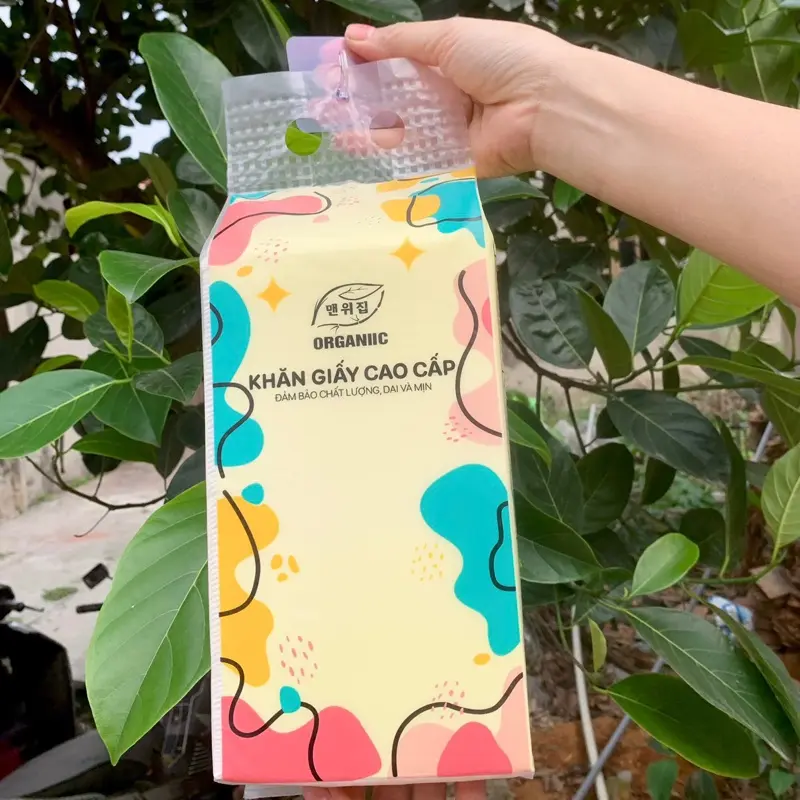 맨위집
ORGANIIC
KHĂN GIẤY CAO CẤP
ĐẢM BẢO CHẤT LƯỢNG, DAI VÀ MỊN